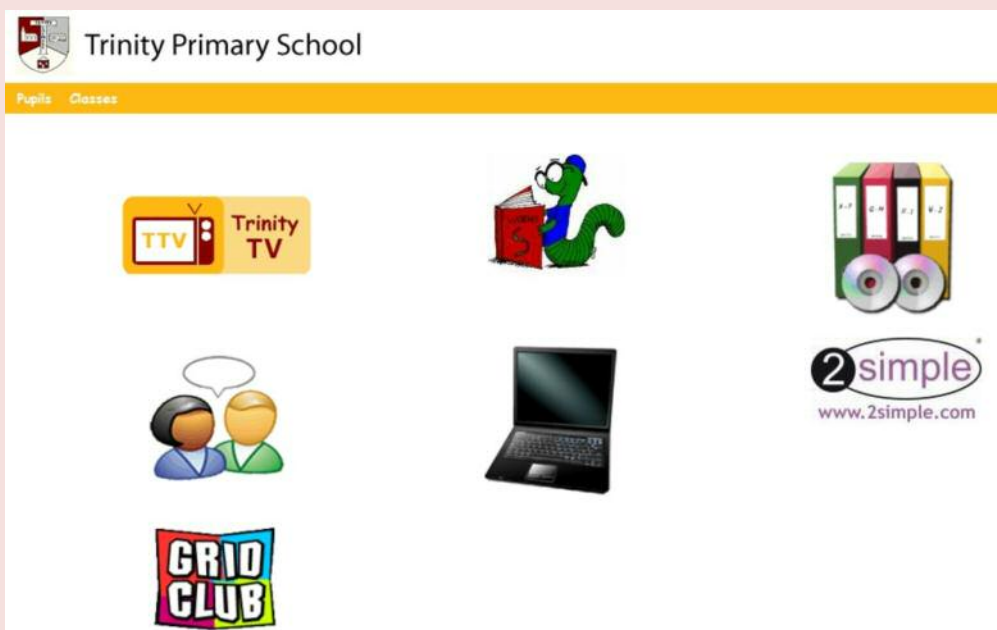 Trinity Primary School
Pupils Classes
TTV
Trinity
TV
S
2simple
www.2simple.com
GRID
CLUB